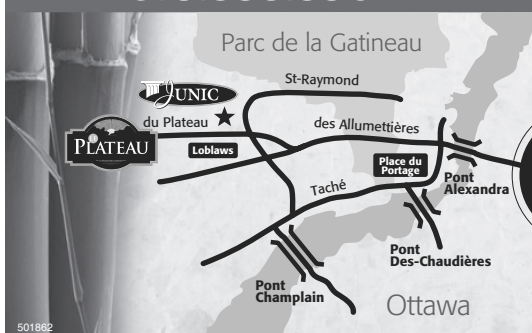 Parc de la Gatineau
St-Raymond
JUNIC
du Plateau
des Allumettières
LE
PLATEAU
Loblaws
Place du
Portage
Taché
Pont
Alexandra
Pont
Des-Chaudières
Pont
Champlain
Ottawa
501862